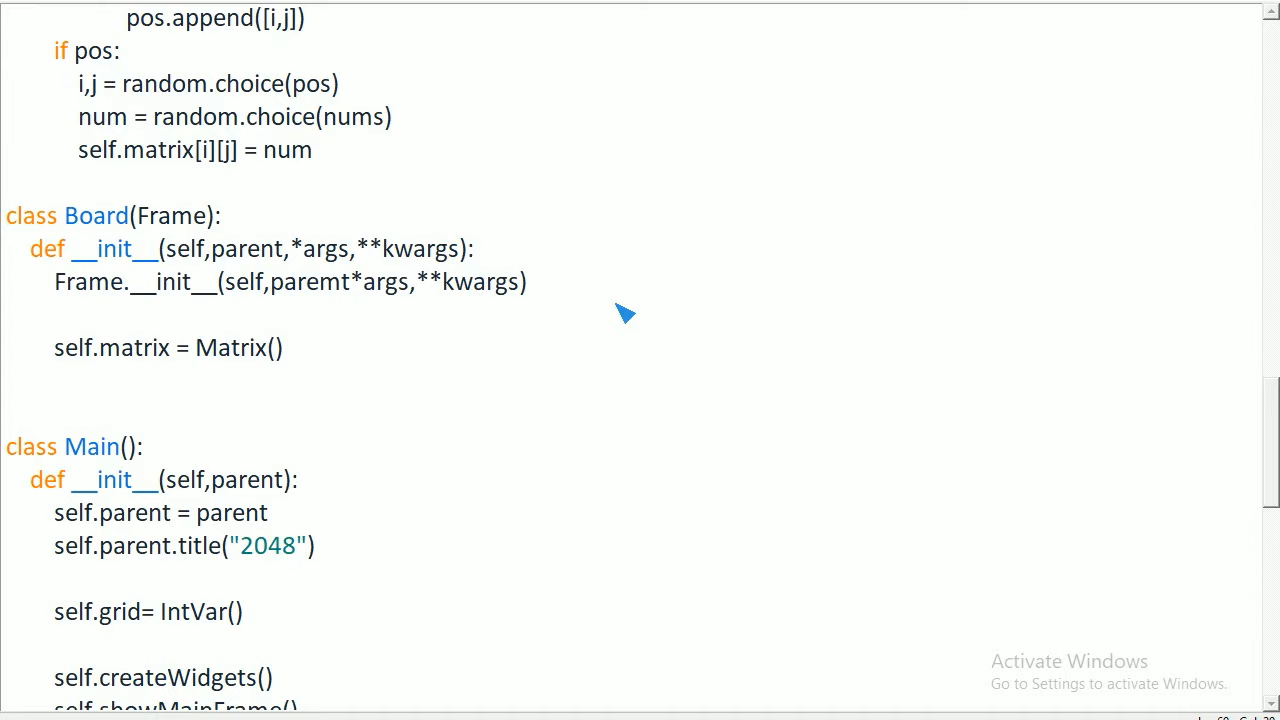 pos.append([i,j])
if pos:
i,j = random.choice(pos)
num = random.choice(nums)
self.matrix[i][j] = num
class Board(Frame):
def __init__(self,parent,*args,**kwargs):
Frame.__init__(self,paremt*args,**kwargs)
self.matrix = Matrix()
class Main():
def __init__(self,parent):
self.parent = parent
self.parent.title("2048")
self.grid= IntVar()
self.createWidgets()
self.showMainFrame()
Activate Windows
Go to Settings to activate Windows.